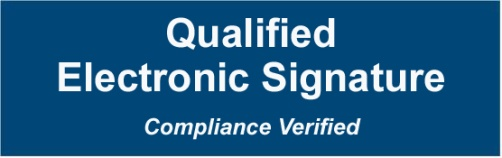 Qualified
Electronic Signature
Compliance Verified